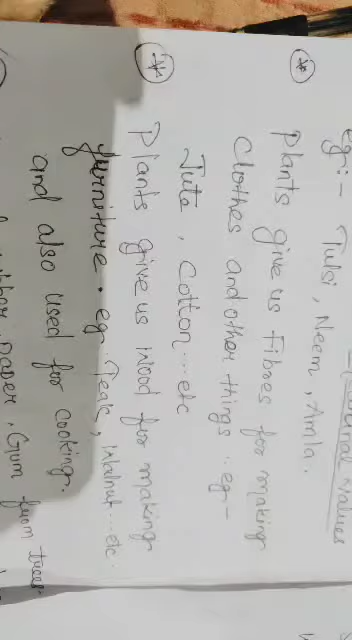 Values
eg:- Tulsi, Neem, Amla.
* Plants give us Fibres for making
Clothes and other things.. eg-
Jute, Cotton... etc
* Plants give us Wood for making
furniture. eg. Teak, Walnut.. etc.
and also used for cooking.
paper, Gum from trees